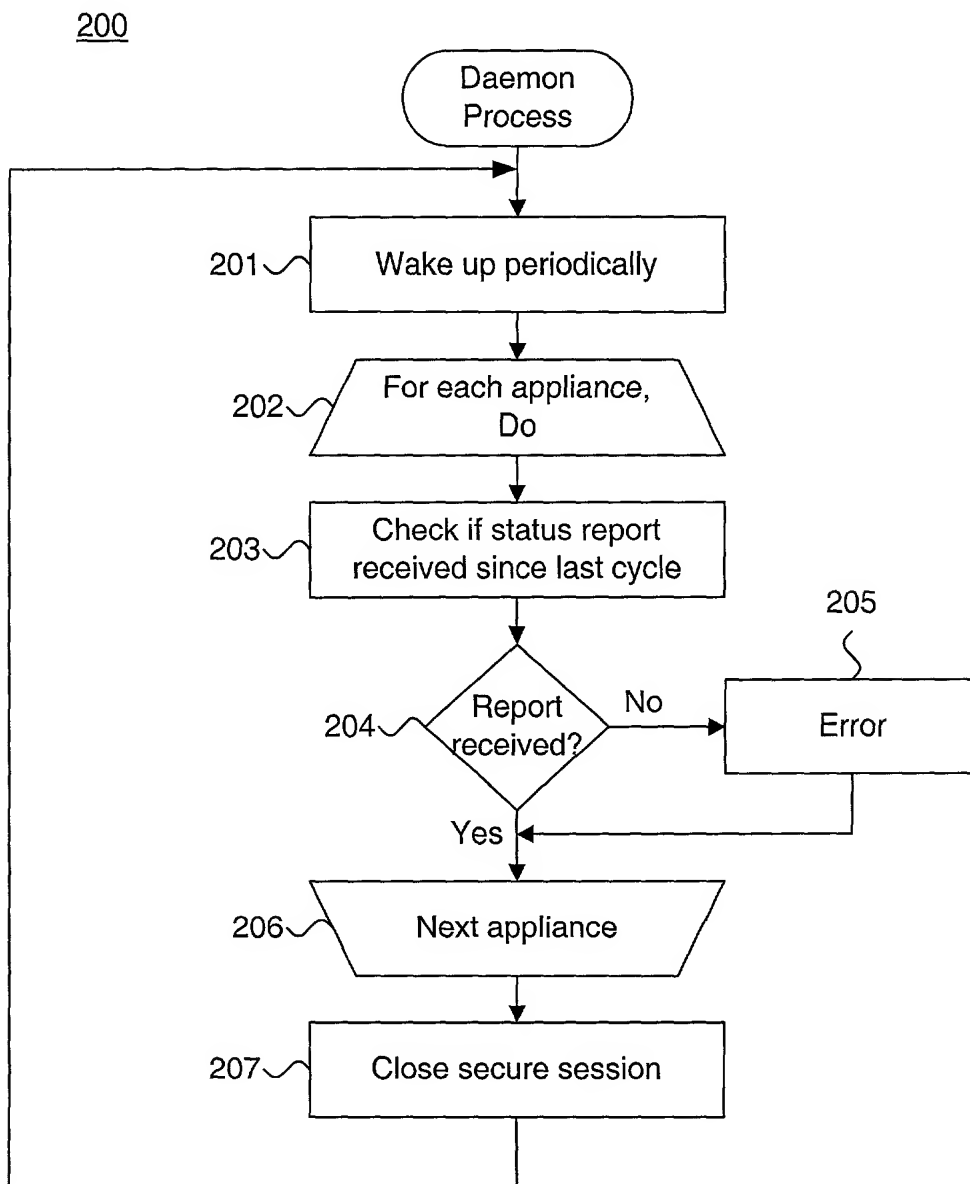 200
Daemon
Process
201
Wake up periodically
202
For each appliance,
Do
203
Check if status report
received since last cycle
204
Report
received?
No
205
Error
Yes
206
Next appliance
207
Close secure session